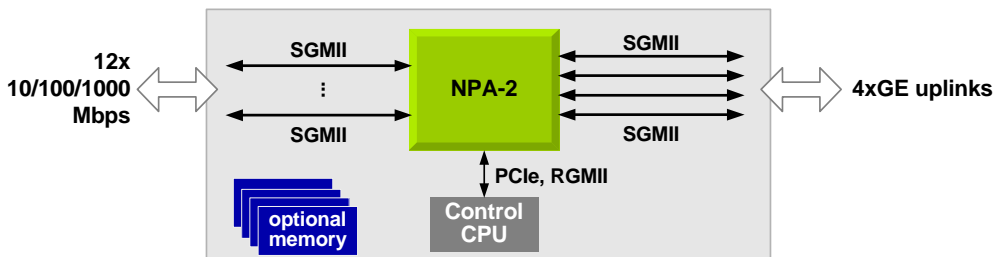 12x
10/100/1000
Mbps
SGMII
...
SGMII
NPA-2
SGMII
SGMII
4xGE uplinks
PCIe, RGMII
Control
CPU
optional
memory